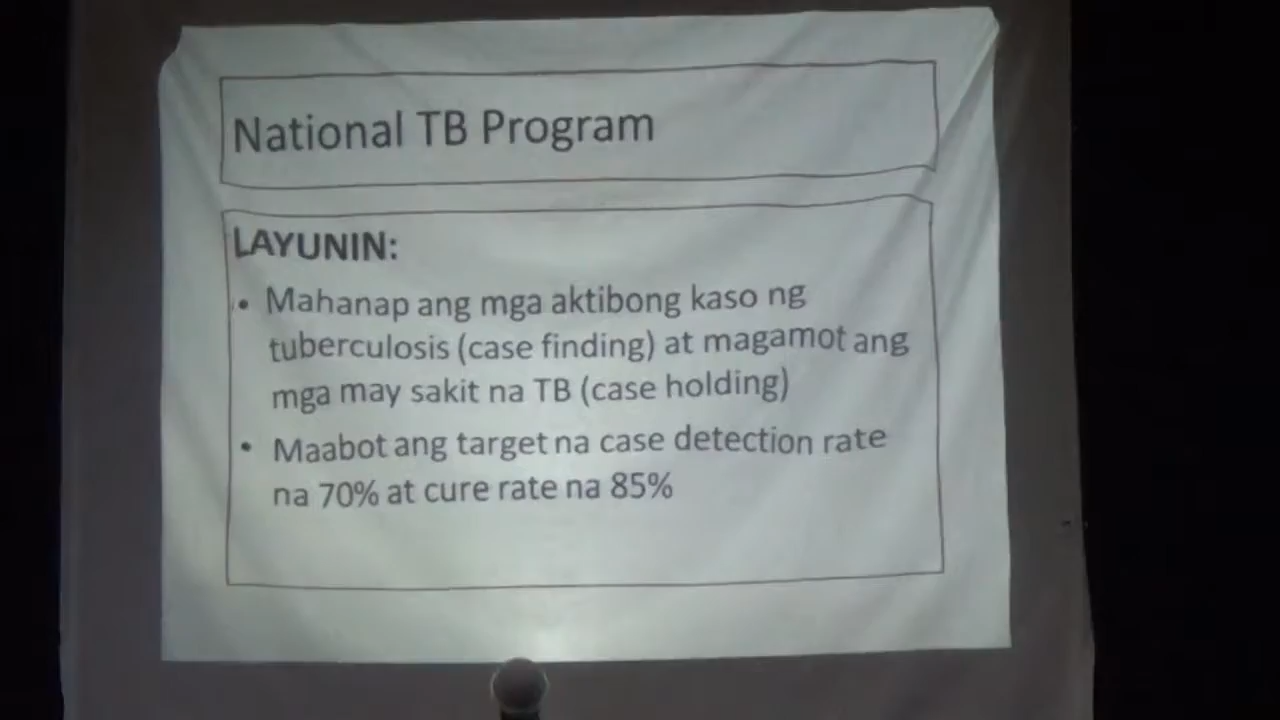 National TB Program
LAYUNIN:
• Mahanap ang mga aktibong kaso ng
tuberculosis (case finding) at magamot ang
mga may sakit na TB (case holding)
• Maabot ang target na case detection rate
na 70% at cure rate na 85%